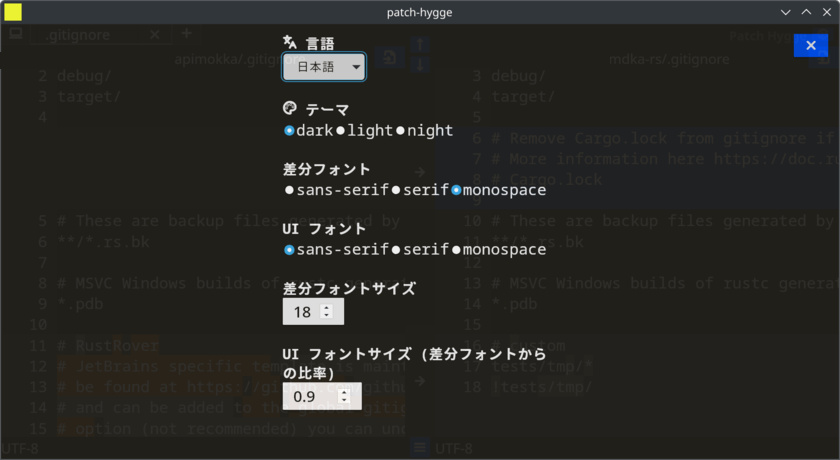 patch-hygge
.gitignore
Patch Hy
apimokka/.gitignore
mdka-rs/.gitignore
言語
日本語
テーマ
dark light night
差分フォント
sans-serif serif monospace
UI フォント
sans-serif serif monospace
差分フォントサイズ
18
UI フォントサイズ (差分フォントから
の比率)
0.9
2 debug/
3 target/
4
5 # These are backup files generated by
6 **/*.rs.bk
7
8 # MSVC Windows builds of
9 *.pdb
10
11 # RustRover
12 # JetBrains specific
13 # be found at https://
14 # and can be added to the global
15 # option (not recommended) you can
3 debug/
4 target/
5
6 # Remove Cargo.lock from gitignore if
7 # More information here https://doc.ru
8 # Cargo.lock
9
10 # These are backup files generated by
11 **/*.rs.bk
12
13 # MSVC Windows builds of rustc generat
14 *.pdb
15
16 # custom
17 tests/tmp/*
18 !tests/tmp/
UTF-8
UTF-8